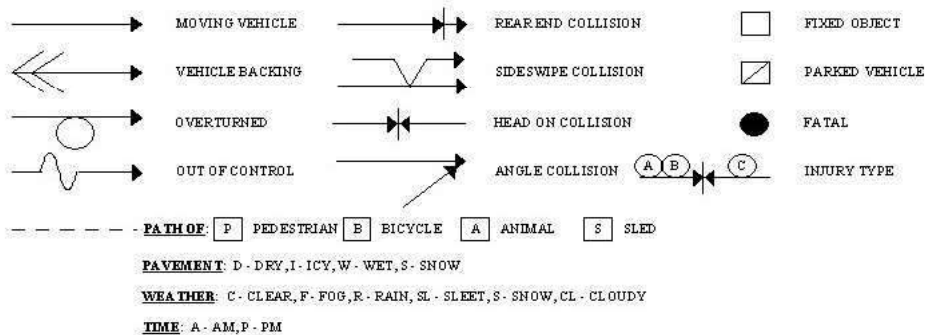 MOVING VEHICLE REAR END COLLISION FIXED OBJECT
VEHICLE BACKING SIDESWIPE COLLISION PARKED VEHICLE
OVERTURNED HEAD ON COLLISION FATAL
OUT OF CONTROL ANGLE COLLISION A B C INJURY TYPE
PATH OF: P PEDESTRIAN B BICYCLE A ANIMAL S SLED
PAVEMENT: D - DRY, I - ICY, W - WET, S - SNOW
WEATHER: C - CLEAR, F - FOG, R - RAIN, SL - SLEET, S - SNOW, CL - CLOUDY
TIME: A - AM, P - PM